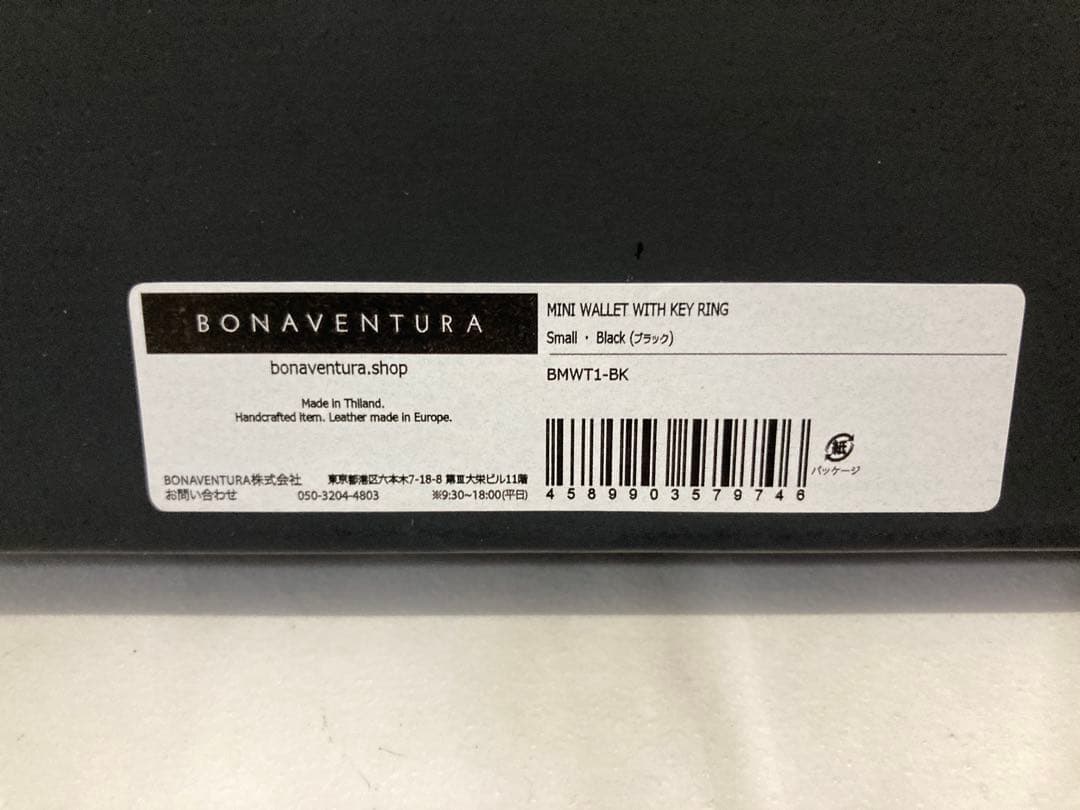 BONAVENTURA
bonaventura.shop
Made in Thiland.
Handcrafted item. Leather made in Europe.
BONAVENTURA株式会社 東京都港区六本木7-18-8 第Ⅲ大栄ビル11階
お問い合わせ 050-3204-4803 ※9:30~18:00(平日)
MINI WALLET WITH KEY RING
Small ・ Black (ブラック)
BMWT1-BK
4589903579746
紙
パッケージ